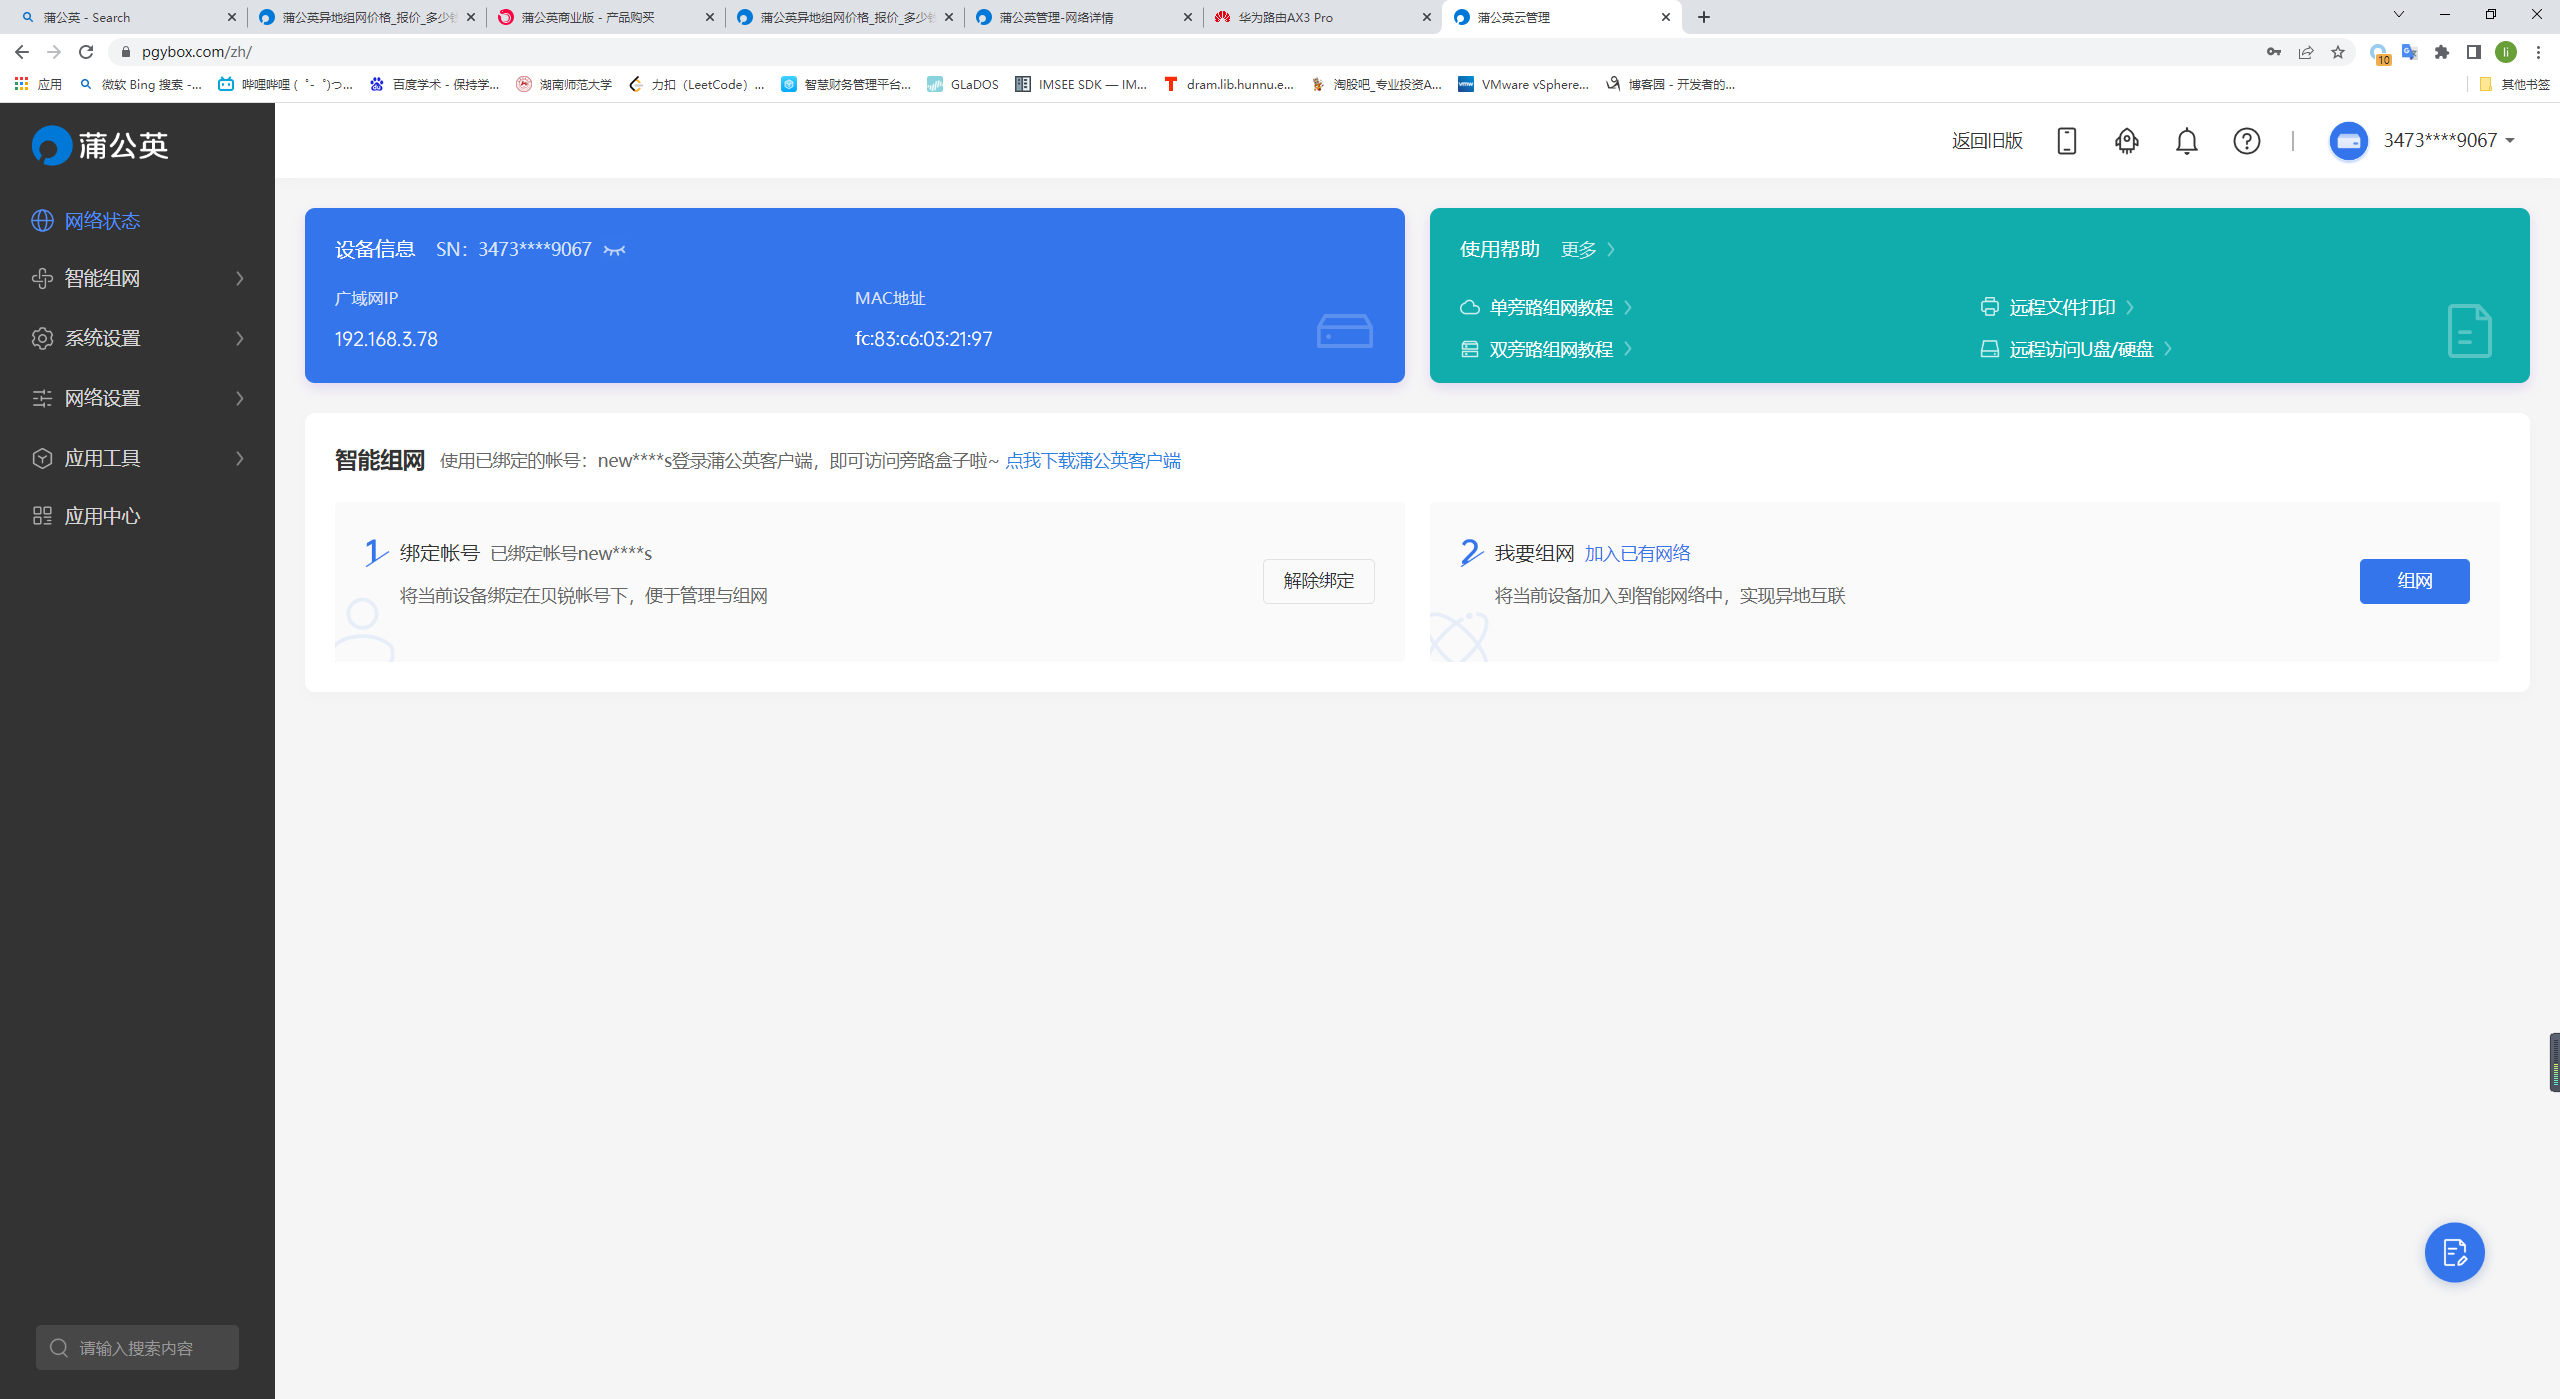 蒲公英 - Search
蒲公英异地组网价格_报价_多少钱
蒲公英商业版 - 产品购买
蒲公英异地组网价格_报价_多少钱
蒲公英管理-网络详情
华为路由AX3 Pro
蒲公英云管理
pgybox.com/zh/
10
li
应用
微软 Bing 搜索 -...
哔哩哔哩 ( ゜- ゜)つ...
百度学术 - 保持学...
湖南师范大学
力扣（LeetCode）...
智慧财务管理平台...
GLaDOS
IMSEE SDK — IM...
dram.lib.hunnu.e...
淘股吧_专业投资A...
VMware vSphere...
博客园 - 开发者的...
其他书签
蒲公英
返回旧版
3473****9067
网络状态
智能组网
系统设置
网络设置
应用工具
应用中心
设备信息 SN：3473****9067
广域网IP
MAC地址
192.168.3.78
fc:83:c6:03:21:97
使用帮助 更多
单旁路组网教程
远程文件打印
双旁路组网教程
远程访问U盘/硬盘
智能组网 使用已绑定的帐号：new****s登录蒲公英客户端，即可访问旁路盒子啦~ 点我下载蒲公英客户端
1 绑定帐号 已绑定帐号new****s
将当前设备绑定在贝锐帐号下，便于管理与组网
解除绑定
2 我要组网 加入已有网络
将当前设备加入到智能网络中，实现异地互联
组网
请输入搜索内容